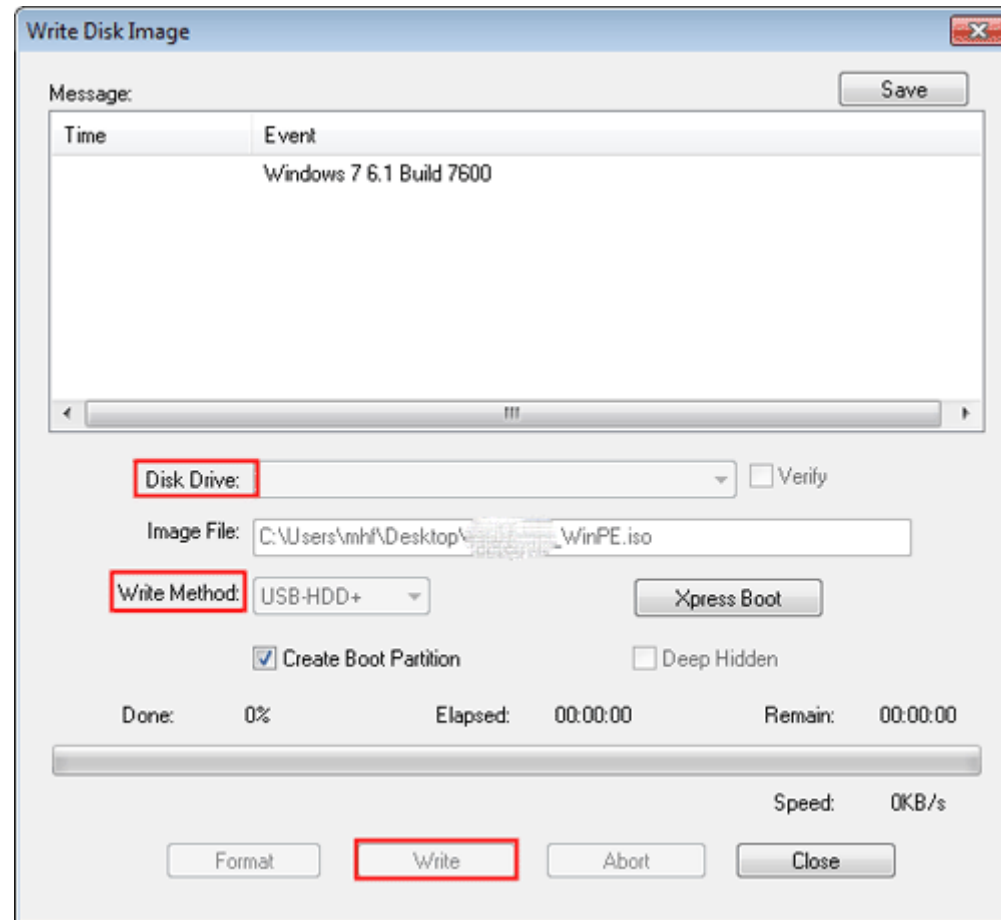 Write Disk Image
Message:
Save
Time Event
Windows 7 6.1 Build 7600
Disk Drive:
Verify
Image File: C:\Users\mhf\Desktop\ _WinPE.iso
Write Method: USB-HDD+
Xpress Boot
Create Boot Partition
Deep Hidden
Done: 0% Elapsed: 00:00:00 Remain: 00:00:00
Speed: 0KB/s
Format Write Abort Close